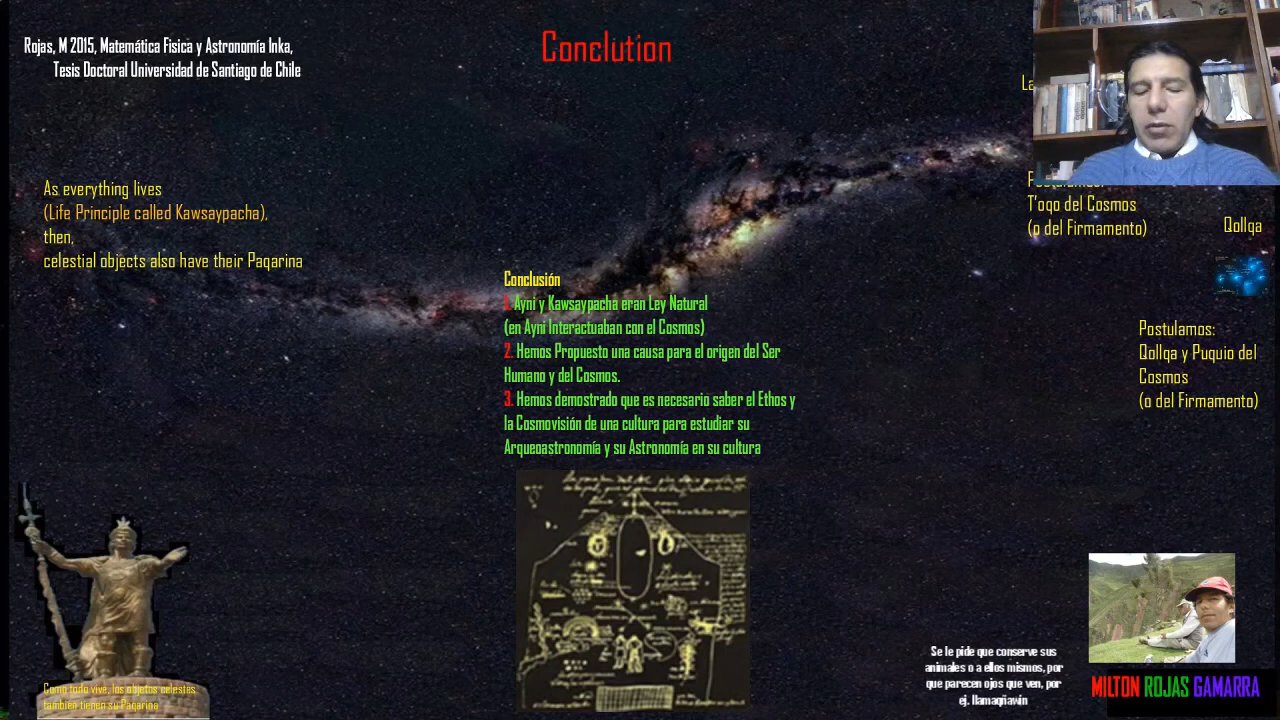 Rojas, M 2015, Matemática Fisica y Astronomía Inka,
Tesis Doctoral Universidad de Santiago de Chile
Conclution
La
As everything lives
(Life Principle called Kawsaypacha),
then,
celestial objects also have their Paqarina
Postulamos:
T'oqo del Cosmos
(o del Firmamento)
Qollqa
Conclusión
1. Ayni y Kawsaypacha eran Ley Natural
(en Ayni Interactuaban con el Cosmos)
2. Hemos Propuesto una causa para el origen del Ser
Humano y del Cosmos.
3. Hemos demostrado que es necesario saber el Ethos y
la Cosmovisión de una cultura para estudiar su
Arqueoastronomía y su Astronomía en su cultura
Postulamos:
Qollqa y Puquio del
Cosmos
(o del Firmamento)
Como todo vive, los objetos celestes,
también tienen su Paqarina
Se le pide que conserve sus
animales o a ellos mismos, por
que parecen ojos que ven, por
ej. llamaqñawin
MILTON ROJAS GAMARRA